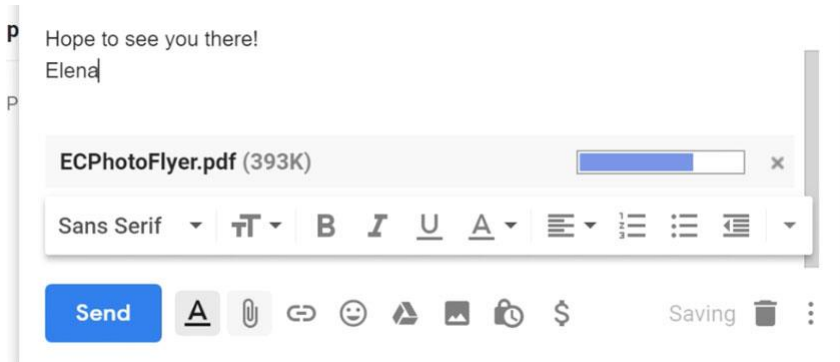 p
Hope to see you there!
Elena
P
ECPhotoFlyer.pdf (393K)
Sans Serif
B I U A
Send A $ Saving